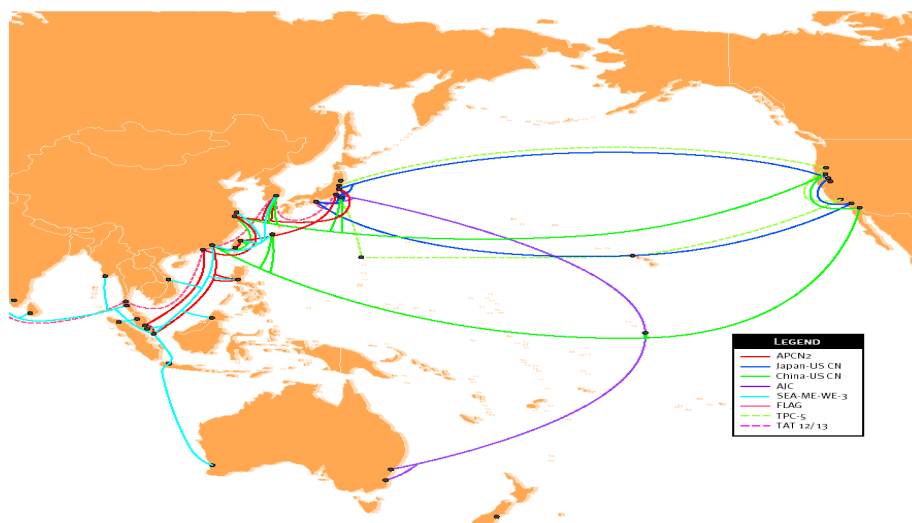 LEGEND
APCN2
Japan-US CN
China-US CN
AJC
SEA-ME-WE-3
FLAG
TPC-5
TAT 12/13